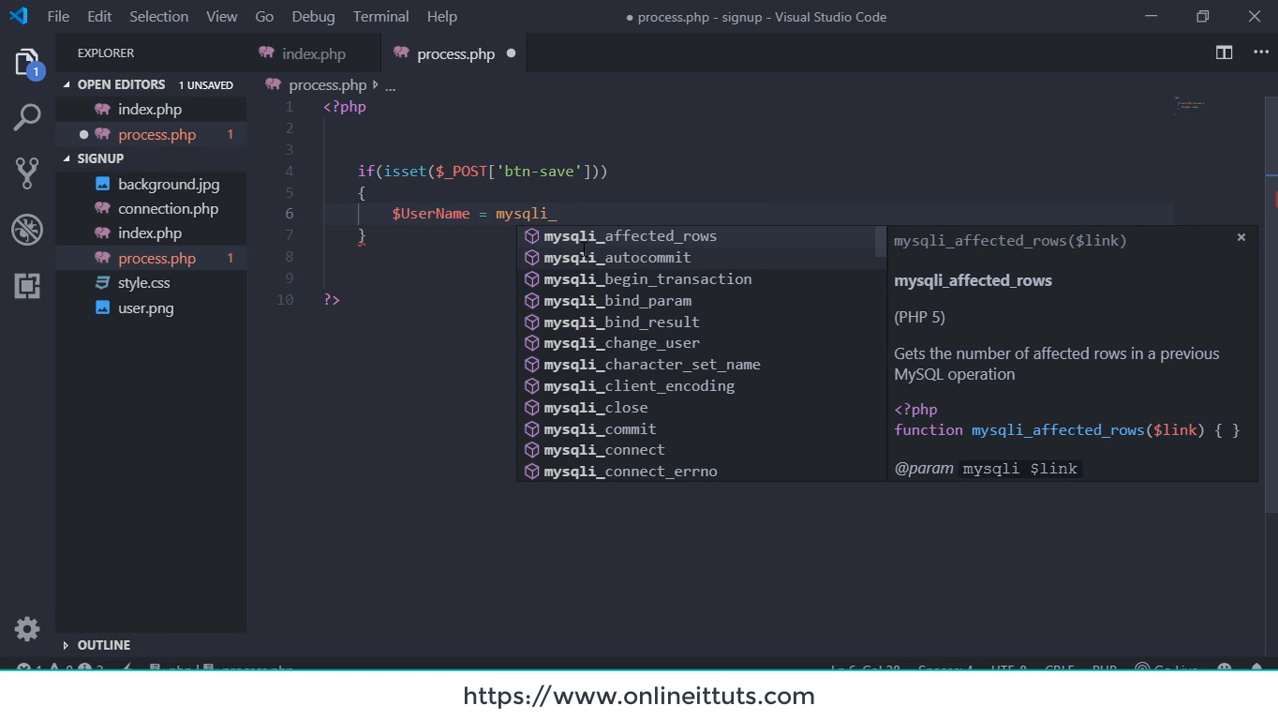 File Edit Selection View Go Debug Terminal Help ● process.php - signup - Visual Studio Code
EXPLORER
index.php process.php
OPEN EDITORS 1 UNSAVED
index.php
process.php 1
SIGNUP
background.jpg
connection.php
index.php
process.php 1
style.css
user.png
OUTLINE
1
process.php ...
1 <?php
2
3
4 if(isset($_POST['btn-save']))
5 {
6 $UserName = mysqli_
7 }
8
9
10 ?>
mysqli_affected_rows
mysqli_autocommit
mysqli_begin_transaction
mysqli_bind_param
mysqli_bind_result
mysqli_change_user
mysqli_character_set_name
mysqli_client_encoding
mysqli_close
mysqli_commit
mysqli_connect
mysqli_connect_errno
mysqli_affected_rows($link)
mysqli_affected_rows
(PHP 5)
Gets the number of affected rows in a previous
MySQL operation
<?php
function mysqli_affected_rows($link) { }
@param mysqli $link
https://www.onlineittuts.com